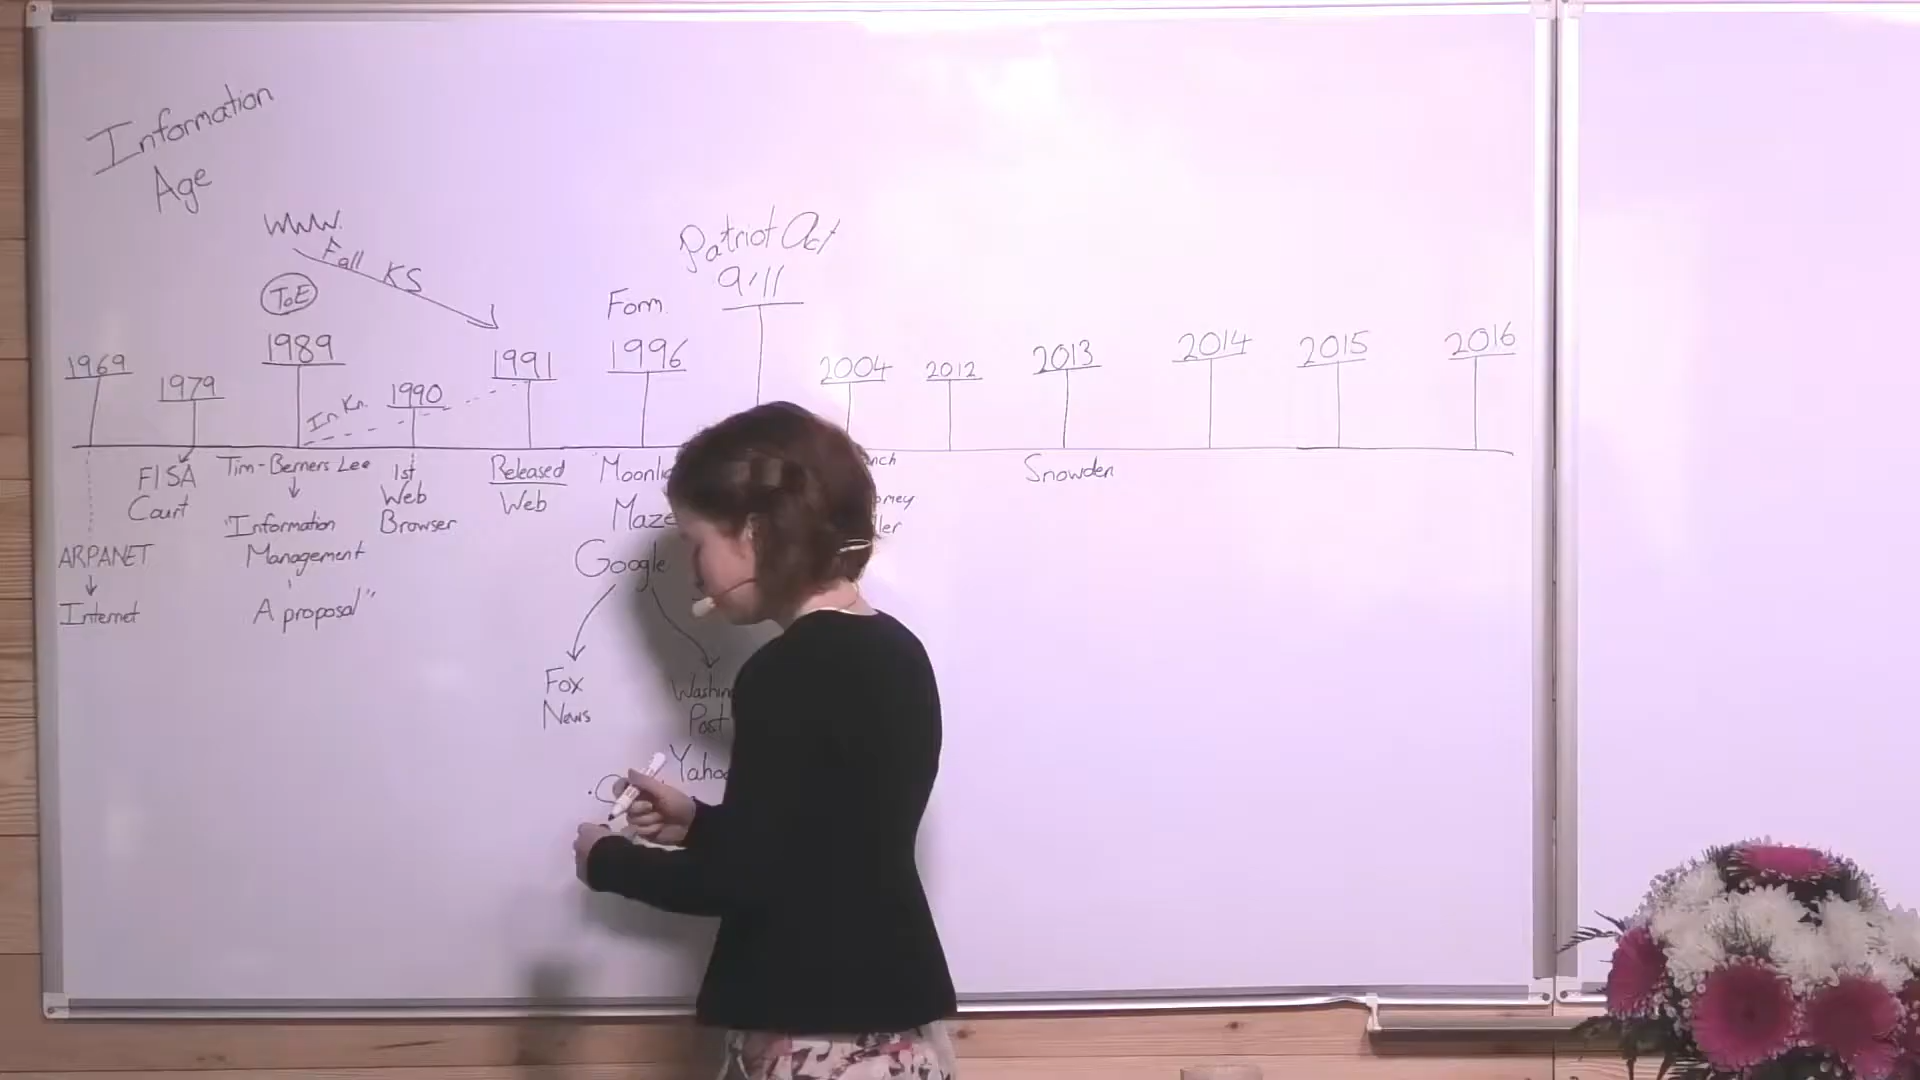 Information
Age
WWW.
Fall KS
ToE
Patriot Act
9/11
Form.
1969
1979
1989
1990
1991
1996
2004
2012
2013
2014
2015
2016
In Kn.
FISA
Court
ARPANET
Internet
Tim-Berners Lee
"Information
Management
A proposal"
1st
Web
Browser
Released
Web
Maze
Google
Fox
News
Post
Snowden